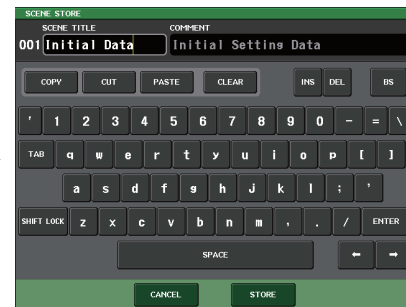 SCENE STORE
SCENE TITLE COMMENT
001 Initial Data Initial Setting Data
COPY CUT PASTE CLEAR INS DEL BS
' 1 2 3 4 5 6 7 8 9 0 - = \
TAB q w e r t y u i o p [ ]
a s d f g h j k l ; '
SHIFT LOCK z x c v b n m , . / ENTER
SPACE ← →
CANCEL STORE